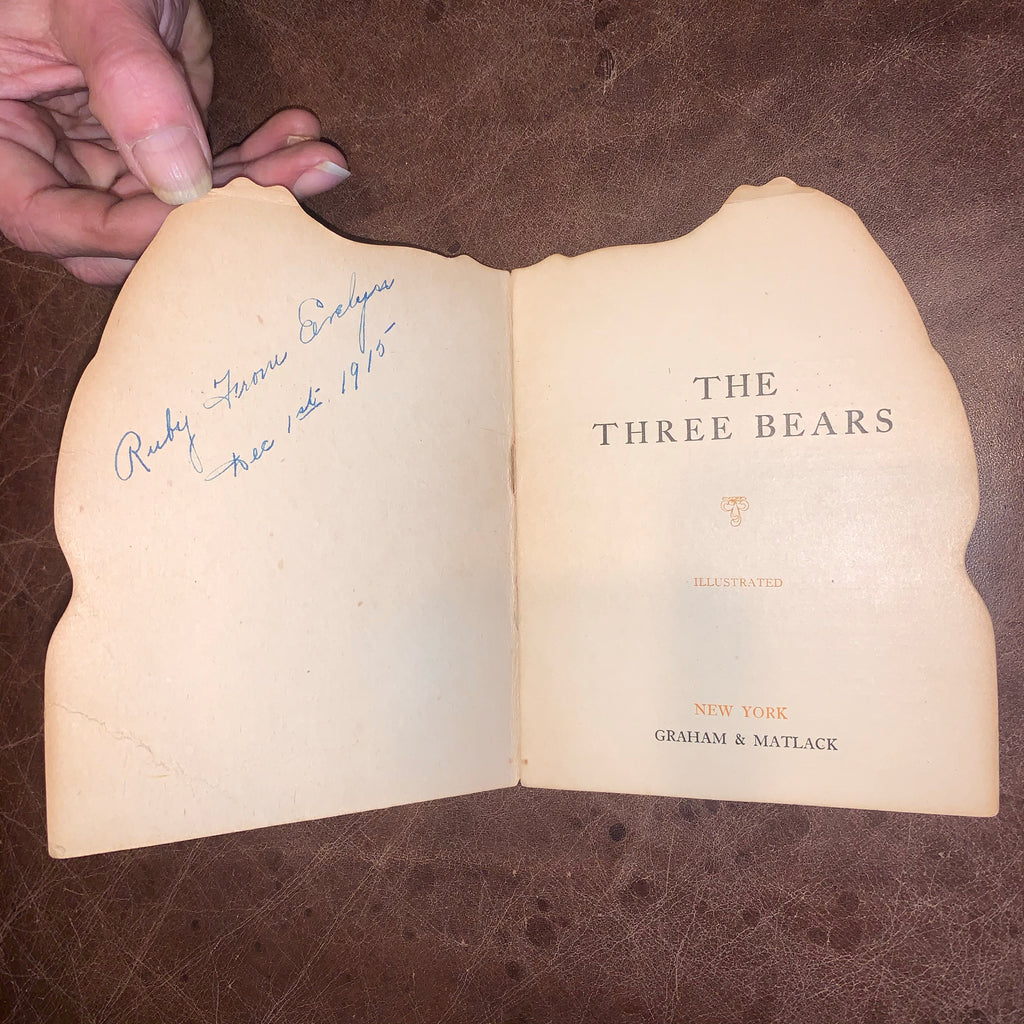 Ruby From Evelyn
Dec 1st 1915
THE
THREE BEARS
ILLUSTRATED
NEW YORK
GRAHAM & MATLACK